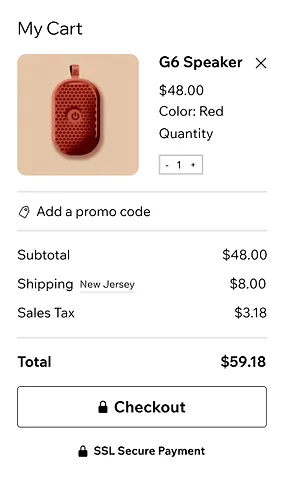 My Cart
G6 Speaker
$48.00
Color: Red
Quantity
- 1 +
Add a promo code
Subtotal $48.00
Shipping New Jersey $8.00
Sales Tax $3.18
Total $59.18
Checkout
SSL Secure Payment